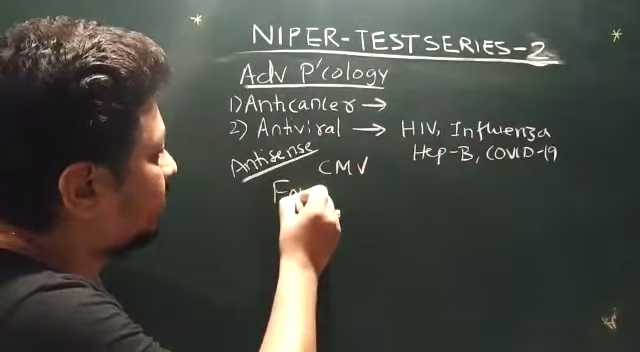 NIPER-TESTSERIES-2
Adv P'cology
1) Anticancer →
2) Antiviral → HIV, Influenza
Hep-B, COVID-19
Antisense
CMV